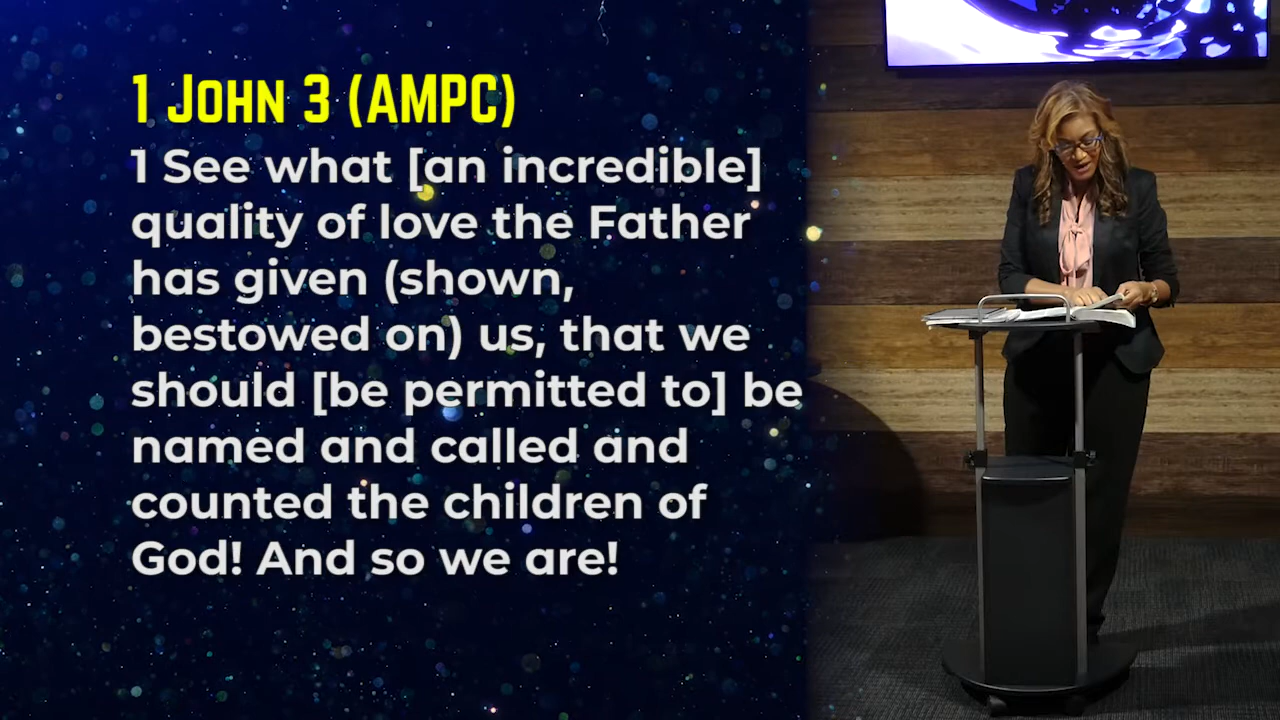 1 John 3 (AMPC)
1 See what [an incredible]
quality of love the Father
has given (shown,
bestowed on) us, that we
should [be permitted to] be
named and called and
counted the children of
God! And so we are!